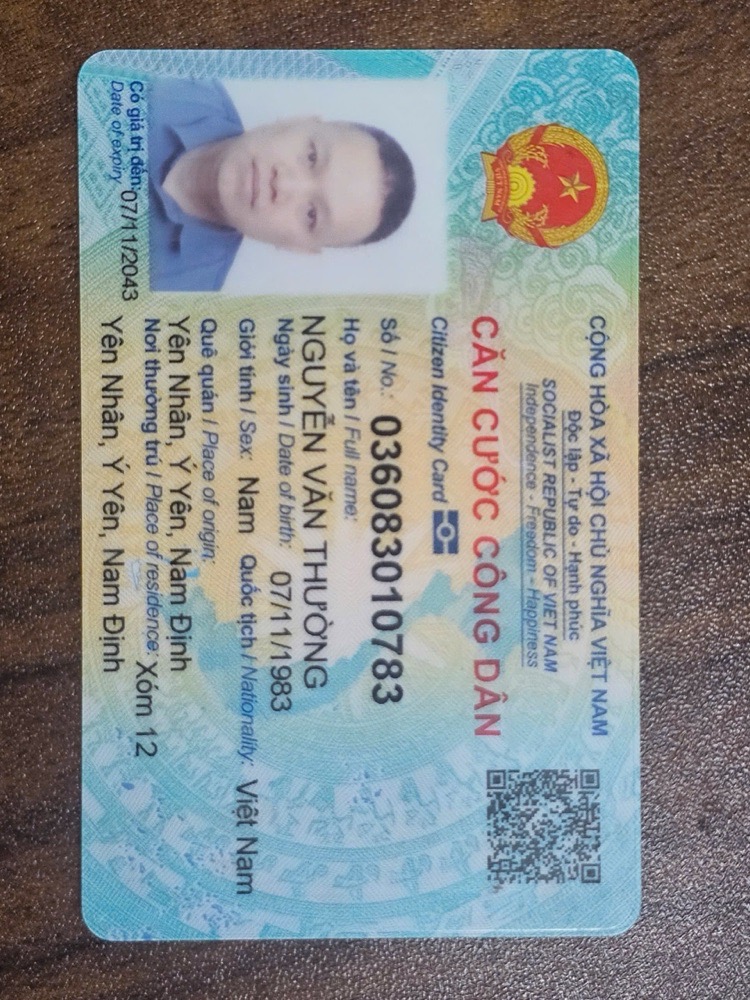 CỘNG HÒA XÃ HỘI CHỦ NGHĨA VIỆT NAM
Độc lập - Tự do - Hạnh phúc
SOCIALIST REPUBLIC OF VIET NAM
Independence - Freedom - Happiness
CĂN CƯỚC CÔNG DÂN
Citizen Identity Card
Số / No.: 036083010783
Họ và tên / Full name:
NGUYỄN VĂN THƯỜNG
Ngày sinh / Date of birth: 07/11/1983
Giới tính / Sex: Nam Quốc tịch / Nationality: Việt Nam
Quê quán / Place of origin:
Yên Nhân, Ý Yên, Nam Định
Nơi thường trú / Place of residence: Xóm 12
Yên Nhân, Ý Yên, Nam Định
Có giá trị đến: 07/11/2043
Date of expiry
VIỆT NAM